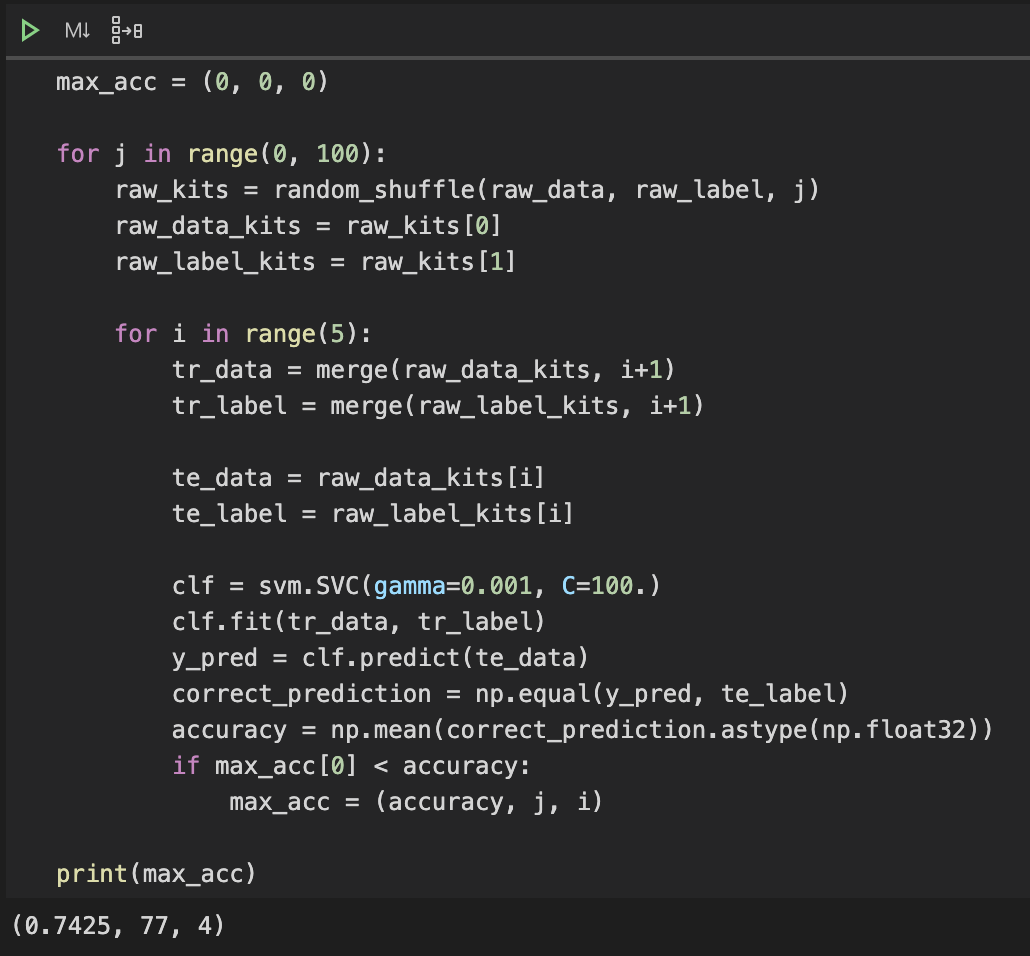 M↓
max_acc = (0, 0, 0)
for j in range(0, 100):
    raw_kits = random_shuffle(raw_data, raw_label, j)
    raw_data_kits = raw_kits[0]
    raw_label_kits = raw_kits[1]
    for i in range(5):
        tr_data = merge(raw_data_kits, i+1)
        tr_label = merge(raw_label_kits, i+1)
        te_data = raw_data_kits[i]
        te_label = raw_label_kits[i]
        clf = svm.SVC(gamma=0.001, C=100.)
        clf.fit(tr_data, tr_label)
        y_pred = clf.predict(te_data)
        correct_prediction = np.equal(y_pred, te_label)
        accuracy = np.mean(correct_prediction.astype(np.float32))
        if max_acc[0] < accuracy:
            max_acc = (accuracy, j, i)
print(max_acc)
(0.7425, 77, 4)